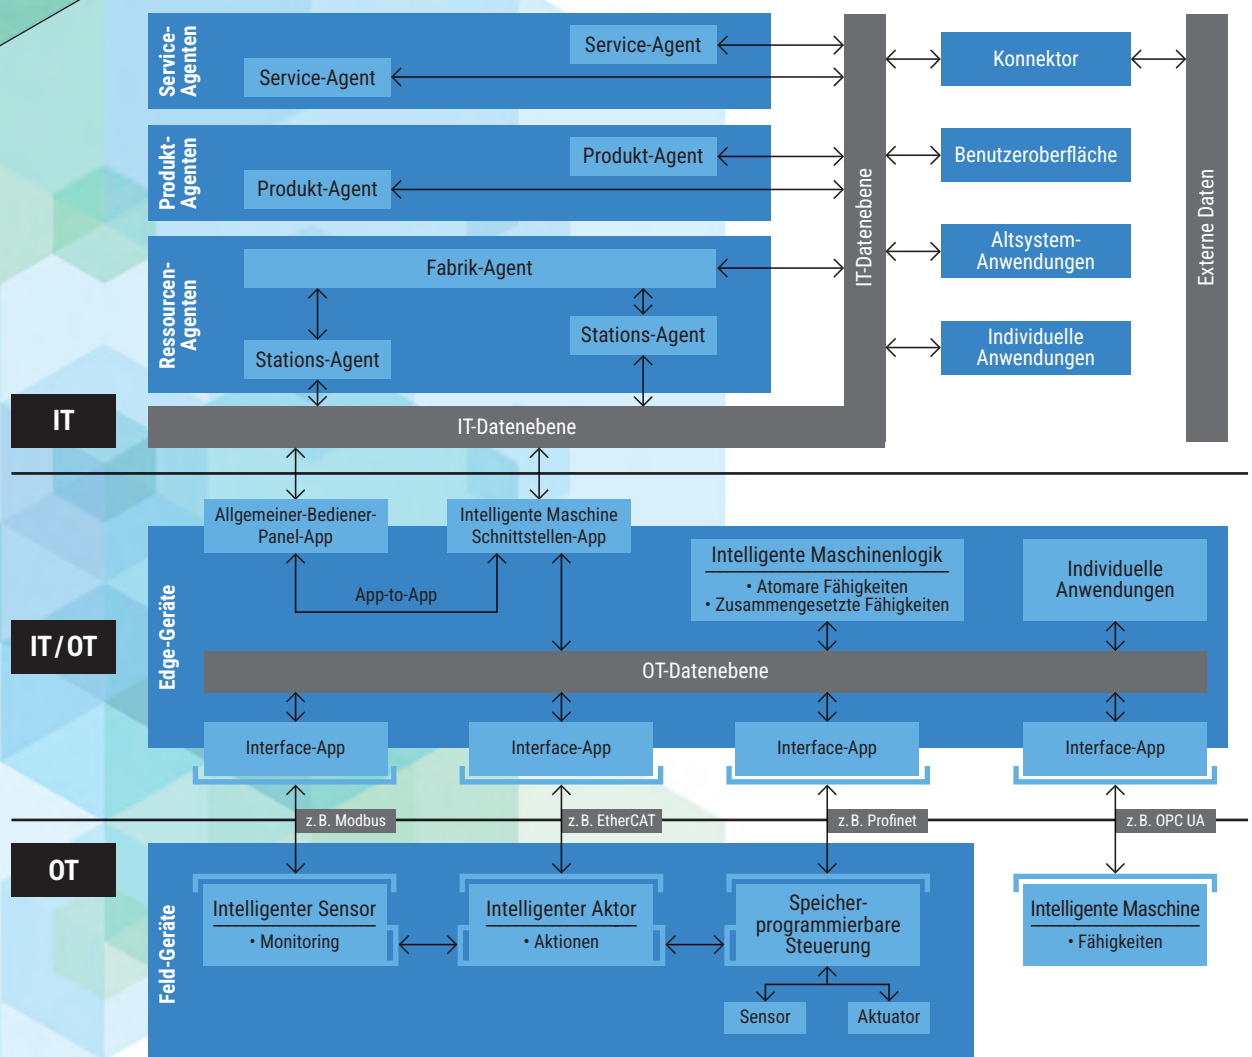 Service-
Agenten
Service-Agent
Service-Agent
Produkt-
Agenten
Produkt-Agent
Produkt-Agent
Ressourcen-
Agenten
Fabrik-Agent
Stations-Agent
Stations-Agent
IT-Datenebene
Konnektor
Benutzeroberfläche
Altsystem-
Anwendungen
Individuelle
Anwendungen
Externe Daten
IT
IT-Datenebene
IT/OT
Edge-Geräte
Allgemeiner-Bediener-
Panel-App
Intelligente Maschine
Schnittstellen-App
App-to-App
Intelligente Maschinenlogik
• Atomare Fähigkeiten
• Zusammengesetzte Fähigkeiten
Individuelle
Anwendungen
OT-Datenebene
Interface-App
Interface-App
Interface-App
Interface-App
z.B. Modbus
z.B. EtherCAT
z.B. Profinet
z.B. OPC UA
OT
Feld-Geräte
Intelligenter Sensor
• Monitoring
Intelligenter Aktor
• Aktionen
Speicher-
programmierbare
Steuerung
Sensor
Aktuator
Intelligente Maschine
• Fähigkeiten